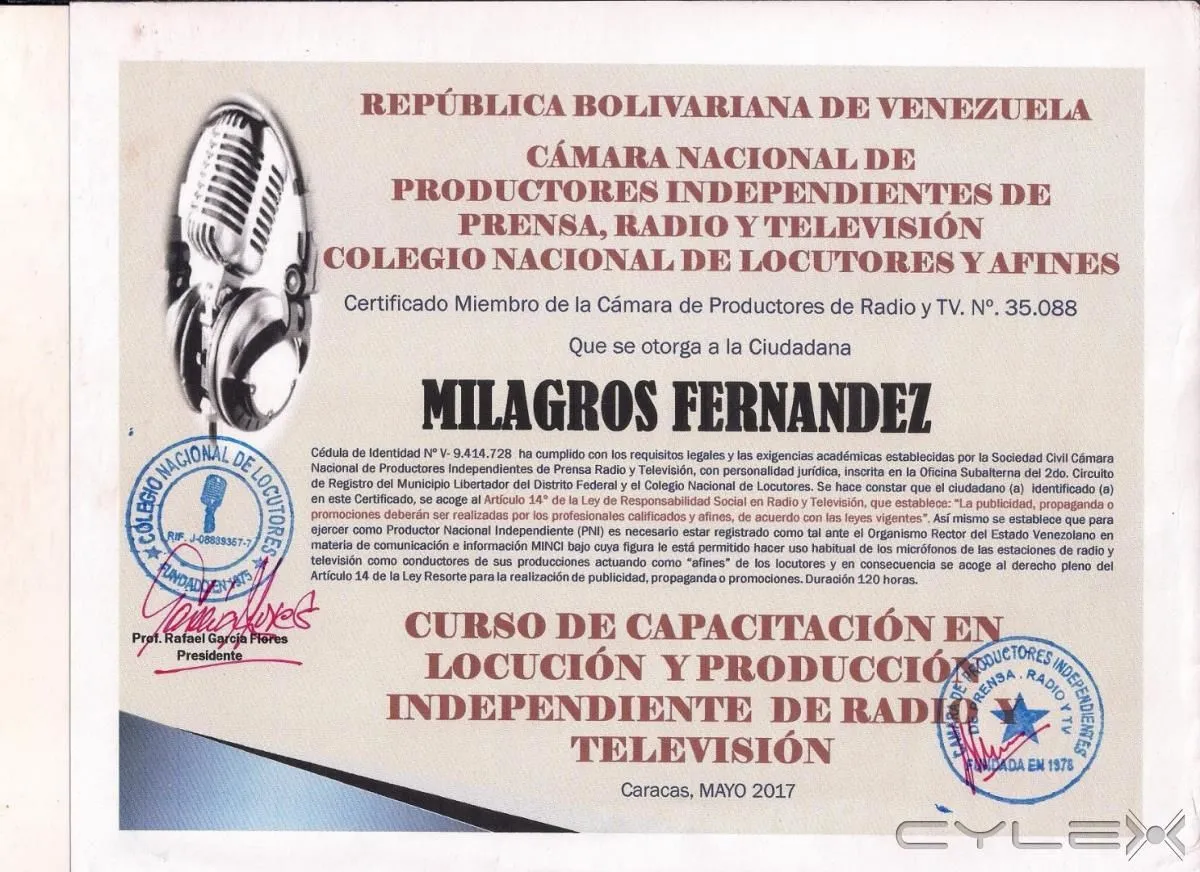 REPÚBLICA BOLIVARIANA DE VENEZUELA
CÁMARA NACIONAL DE
PRODUCTORES INDEPENDIENTES DE
PRENSA, RADIO Y TELEVISIÓN
COLEGIO NACIONAL DE LOCUTORES Y AFINES
Certificado Miembro de la Cámara de Productores de Radio y TV. Nº. 35.088
Que se otorga a la Ciudadana
MILAGROS FERNANDEZ
Cédula de Identidad Nº V- 9.414.728 ha cumplido con los requisitos legales y las exigencias académicas establecidas por la Sociedad Civil Cámara
Nacional de Productores Independientes de Prensa Radio y Televisión, con personalidad jurídica, inscrita en la Oficina Subalterna del 2do. Circuito
de Registro del Municipio Libertador del Distrito Federal y el Colegio Nacional de Locutores. Se hace constar que el ciudadano (a) identificado (a)
en este Certificado, se acoge al Artículo 14° de la Ley de Responsabilidad Social en Radio y Televisión, que establece: “La publicidad, propaganda o
promociones deberán ser realizadas por los profesionales calificados y afines, de acuerdo con las leyes vigentes”. Así mismo se establece que para
ejercer como Productor Nacional Independiente (PNI) es necesario estar registrado como tal ante el Organismo Rector del Estado Venezolano en
materia de comunicación e información MINCI bajo cuya figura le está permitido hacer uso habitual de los micrófonos de las estaciones de radio y
televisión como conductores de sus producciones actuando como “afines” de los locutores y en consecuencia se acoge al derecho pleno del
Artículo 14 de la Ley Resorte para la realización de publicidad, propaganda o promociones. Duración 120 horas.
COLEGIO NACIONAL DE LOCUTORES
RIF. J-08839367-7
FUNDADO EN 1975
Prof. Rafael García Flores
Presidente
CURSO DE CAPACITACIÓN EN
LOCUCIÓN Y PRODUCCIÓN
INDEPENDIENTE DE RADIO Y
TELEVISIÓN
CAMARA DE PRODUCTORES INDEPENDIENTES
DE PRENSA. RADIO Y TV
FUNDADA EN 1978
Caracas, MAYO 2017
CYLEX